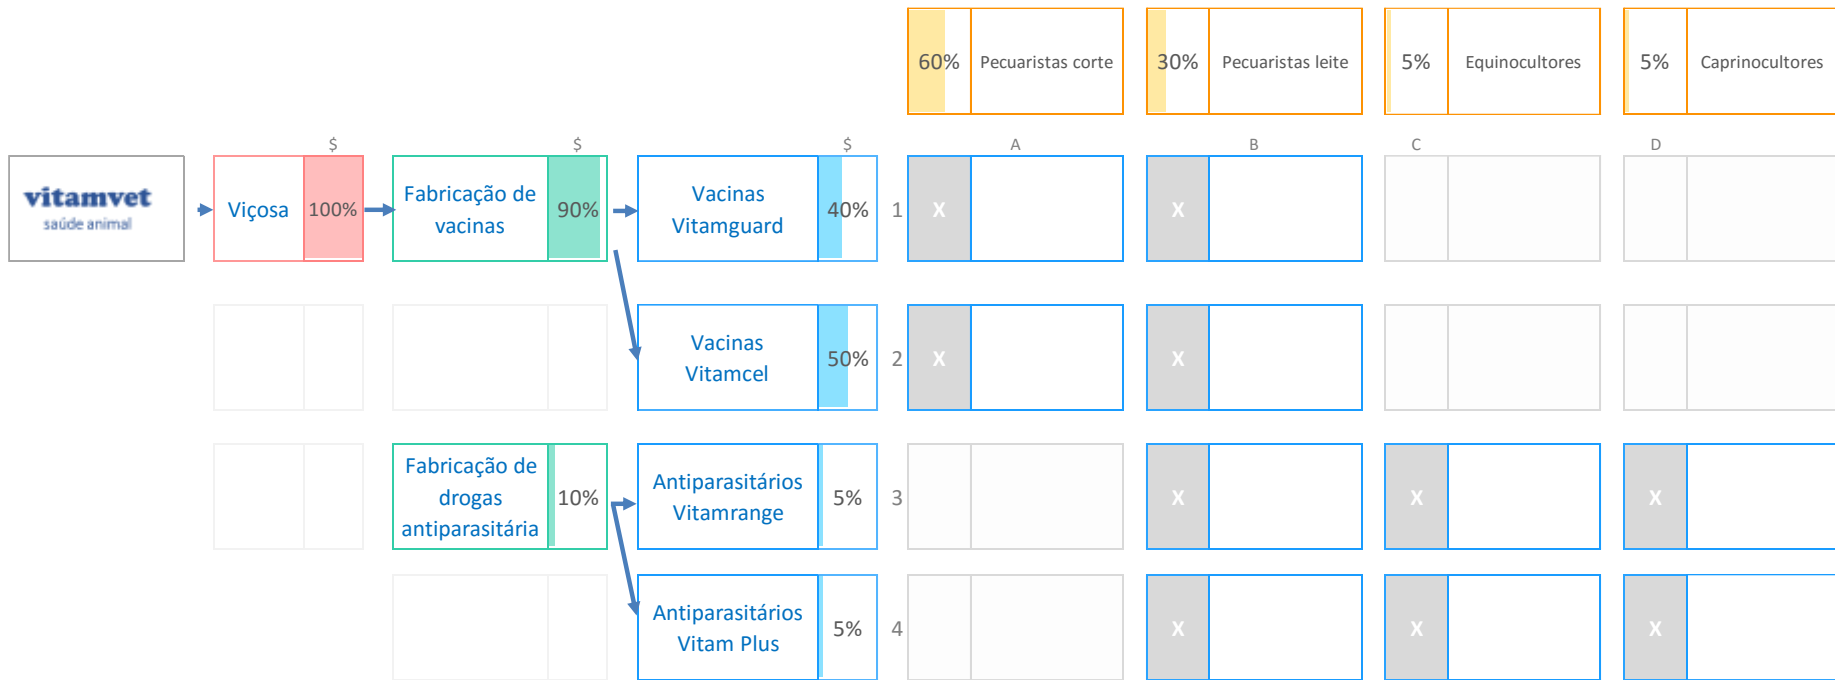 60% Pecuaristas corte 30% Pecuaristas leite 5% Equinocultores 5% Caprinocultores
$ $ $ A B C D
vitamvet
saúde animal
Viçosa 100%
Fabricação de
vacinas
90%
Vacinas
Vitamguard
40% 1 X X
Vacinas
Vitamcel
50% 2 X X
Fabricação de
drogas
antiparasitária
10%
Antiparasitários
Vitamrange
5% 3 X X X
Antiparasitários
Vitam Plus
5% 4 X X X